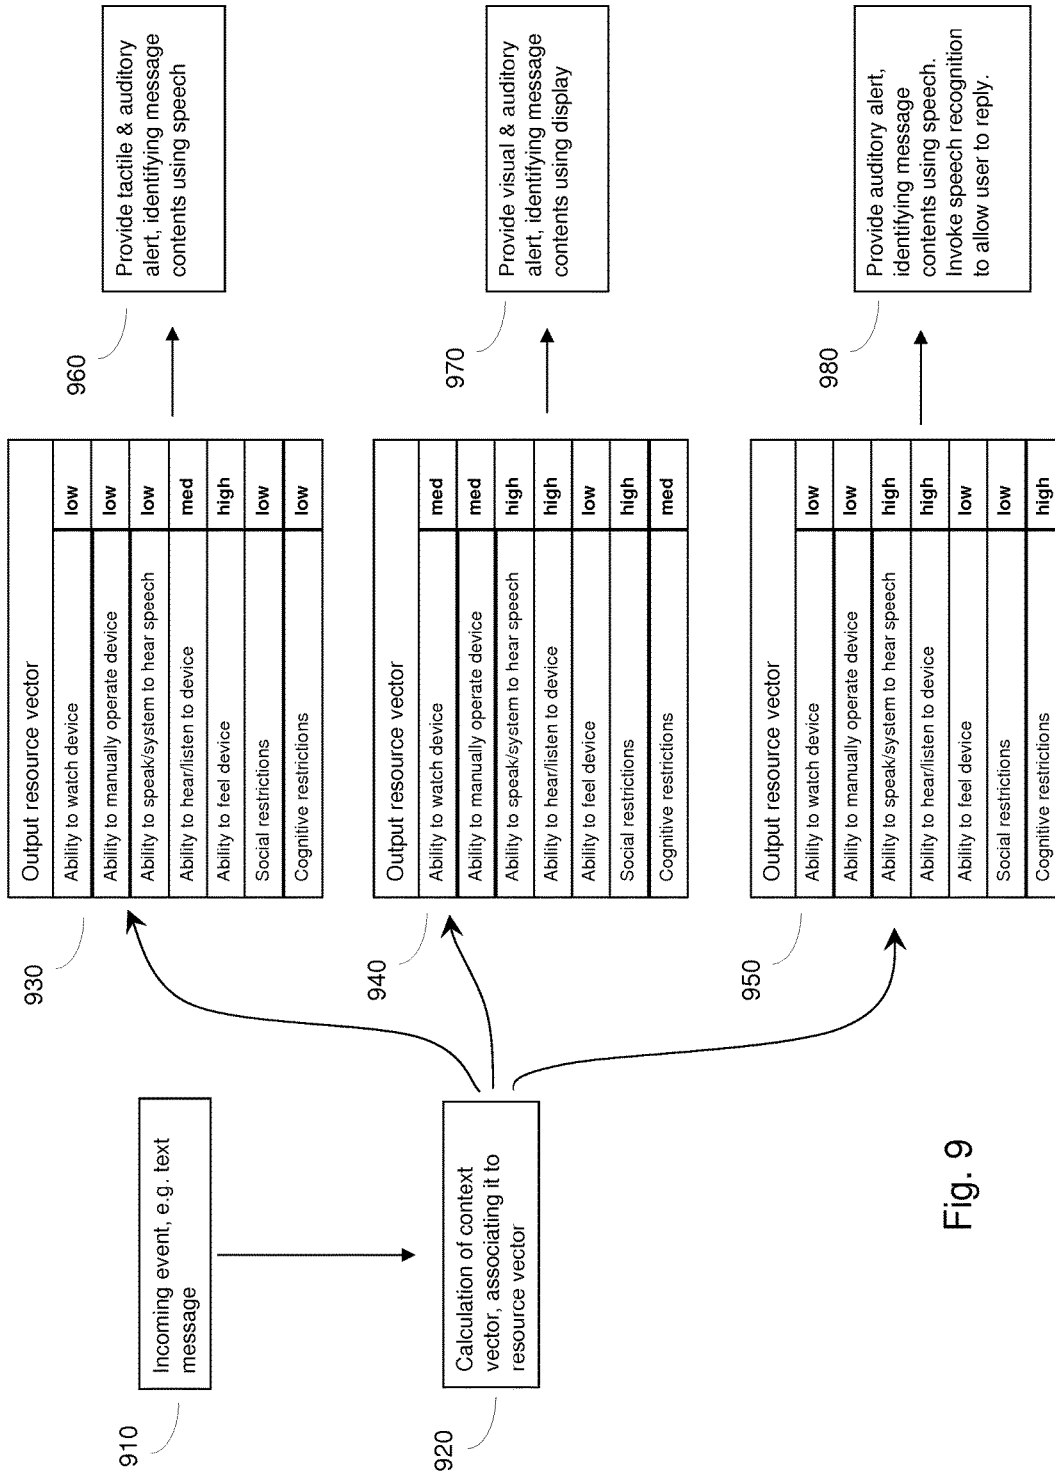 910
Incoming event, e.g. text
message
920
Calculation of context
vector, associating it to
resource vector
930
Output resource vector
Ability to watch device low
Ability to manually operate device low
Ability to speak/system to hear speech low
Ability to hear/listen to device med
Ability to feel device high
Social restrictions low
Cognitive restrictions low
960
Provide tactile & auditory
alert, identifying message
contents using speech
940
Output resource vector
Ability to watch device med
Ability to manually operate device med
Ability to speak/system to hear speech high
Ability to hear/listen to device high
Ability to feel device low
Social restrictions high
Cognitive restrictions med
970
Provide visual & auditory
alert, identifying message
contents using display
950
Output resource vector
Ability to watch device low
Ability to manually operate device low
Ability to speak/system to hear speech high
Ability to hear/listen to device high
Ability to feel device low
Social restrictions low
Cognitive restrictions high
980
Provide auditory alert,
identifying message
contents using speech.
Invoke speech recognition
to allow user to reply.
Fig. 9